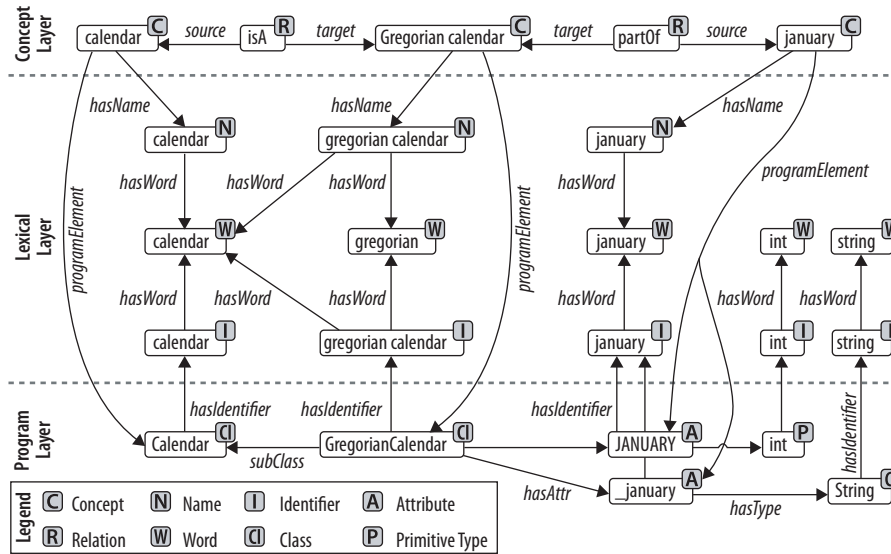 Concept Layer
calendar C
source
isA R
target
Gregorian calendar C
target
partOf R
source
january C
Lexical Layer
hasName
hasName
hasName
calendar N
gregorian calendar N
january N
programElement
hasWord
hasWord
hasWord
hasWord
programElement
programElement
calendar W
gregorian W
january W
int W
string W
hasWord
hasWord
hasWord
hasWord
hasWord
hasWord
calendar I
gregorian calendar I
january I
int I
string I
Program Layer
hasIdentifier
hasIdentifier
hasIdentifier
hasIdentifier
Calendar Cl
subClass
GregorianCalendar Cl
JANUARY A
int P
hasAttr
_january A
hasType
String
Legend
C Concept
N Name
I Identifier
A Attribute
R Relation
W Word
Cl Class
P Primitive Type